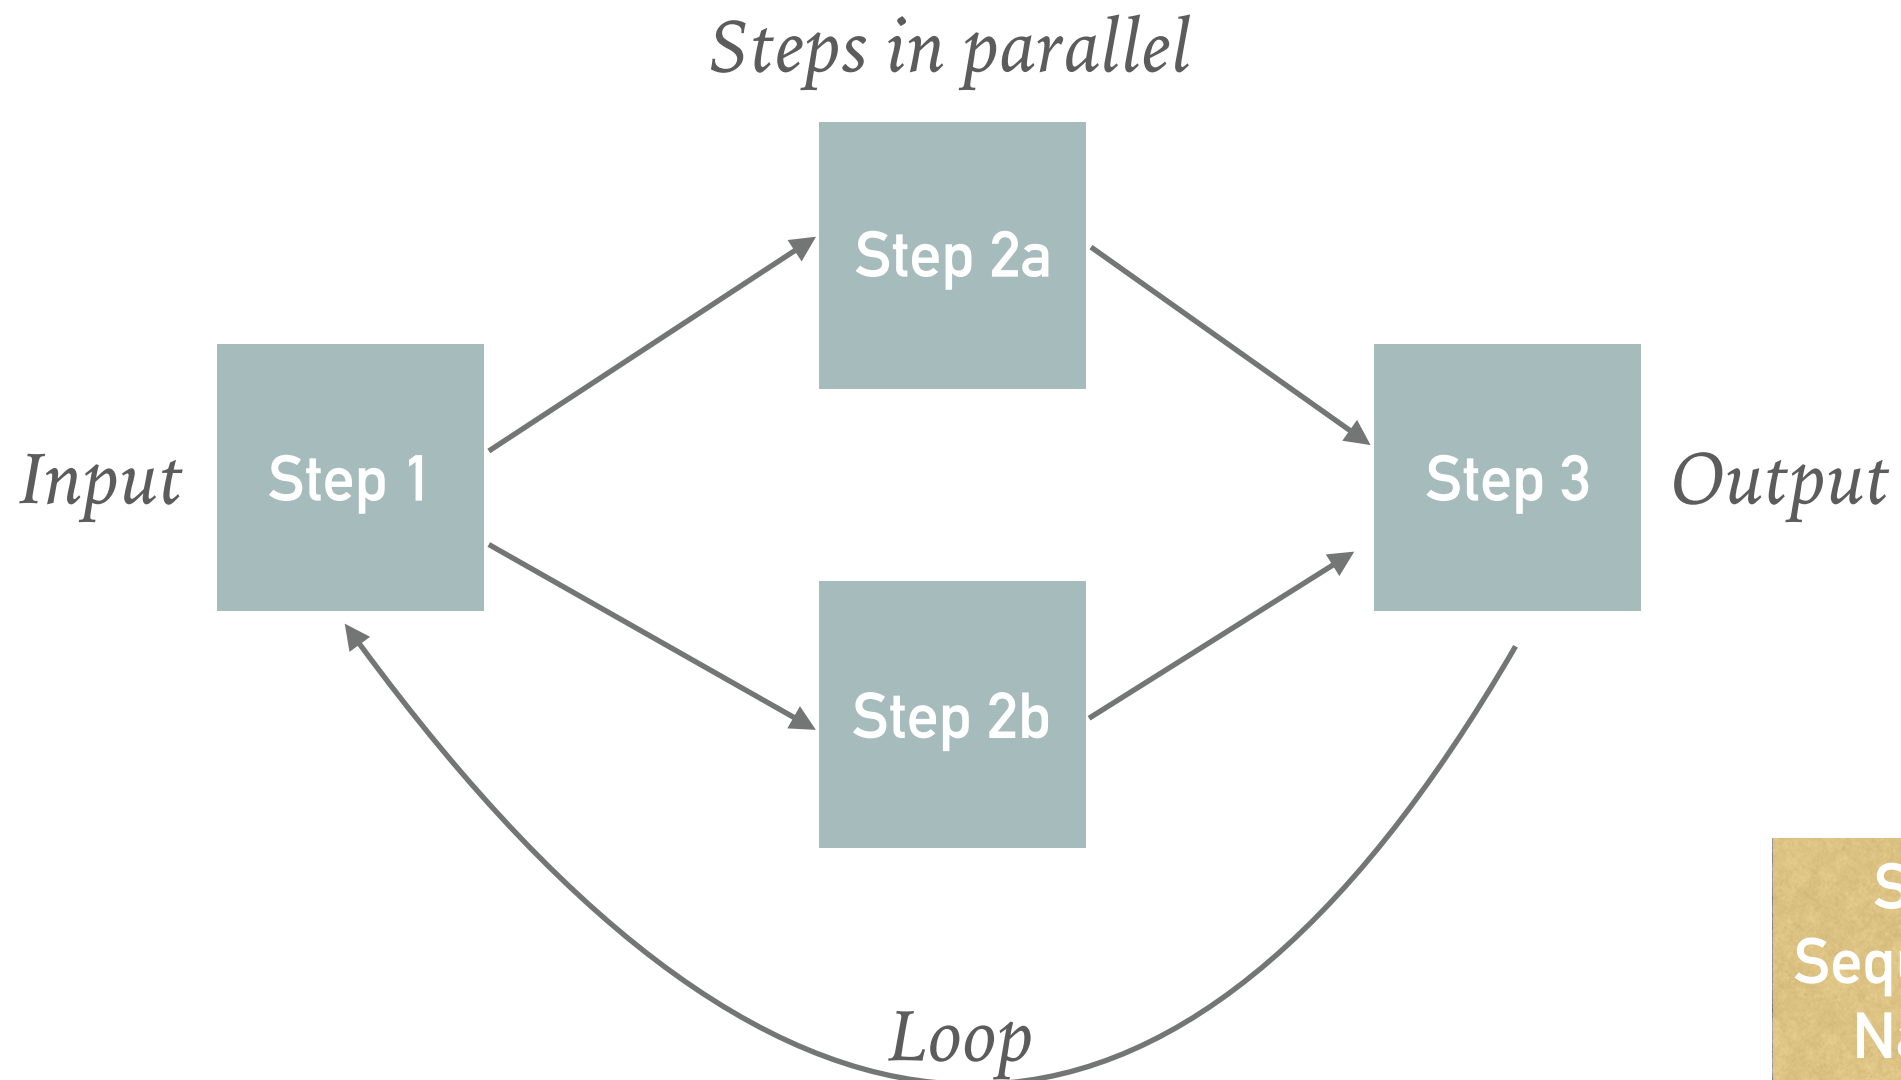 Steps in parallel
Step 2a
Input
Step 1
Step 3
Output
Step 2b
Loop